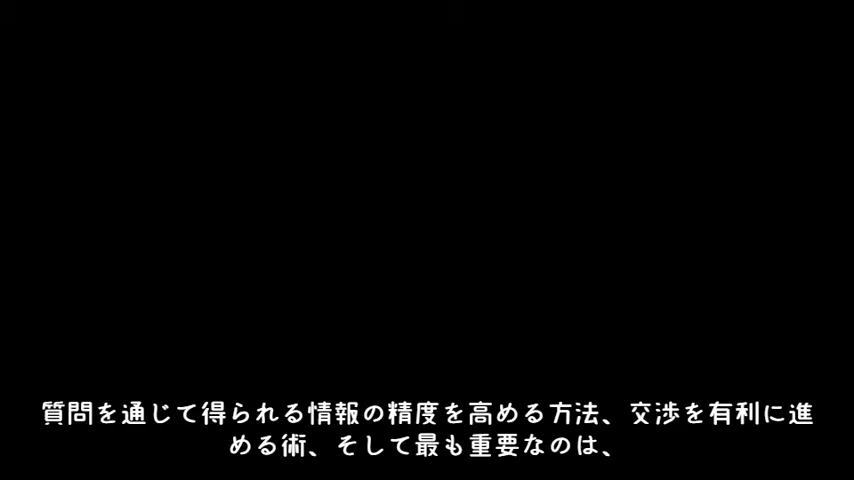 質問を通じて得られる情報の精度を高める方法、交渉を有利に進
める術、そして最も重要なのは、